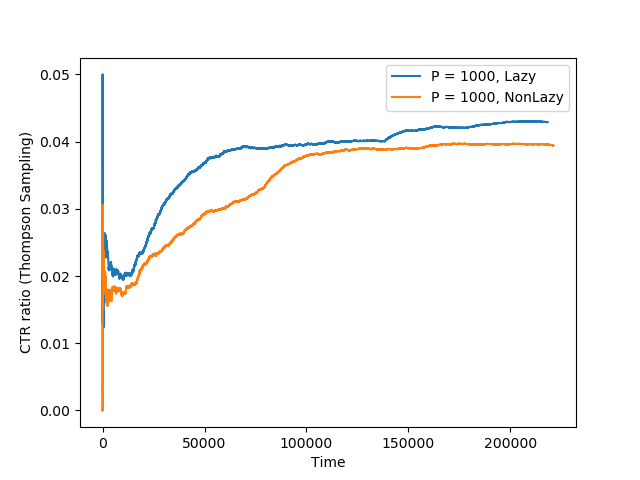 P = 1000, Lazy
P = 1000, NonLazy
CTR ratio (Thompson Sampling)
0.05
0.04
0.03
0.02
0.01
0.00
0
50000
100000
150000
200000
Time